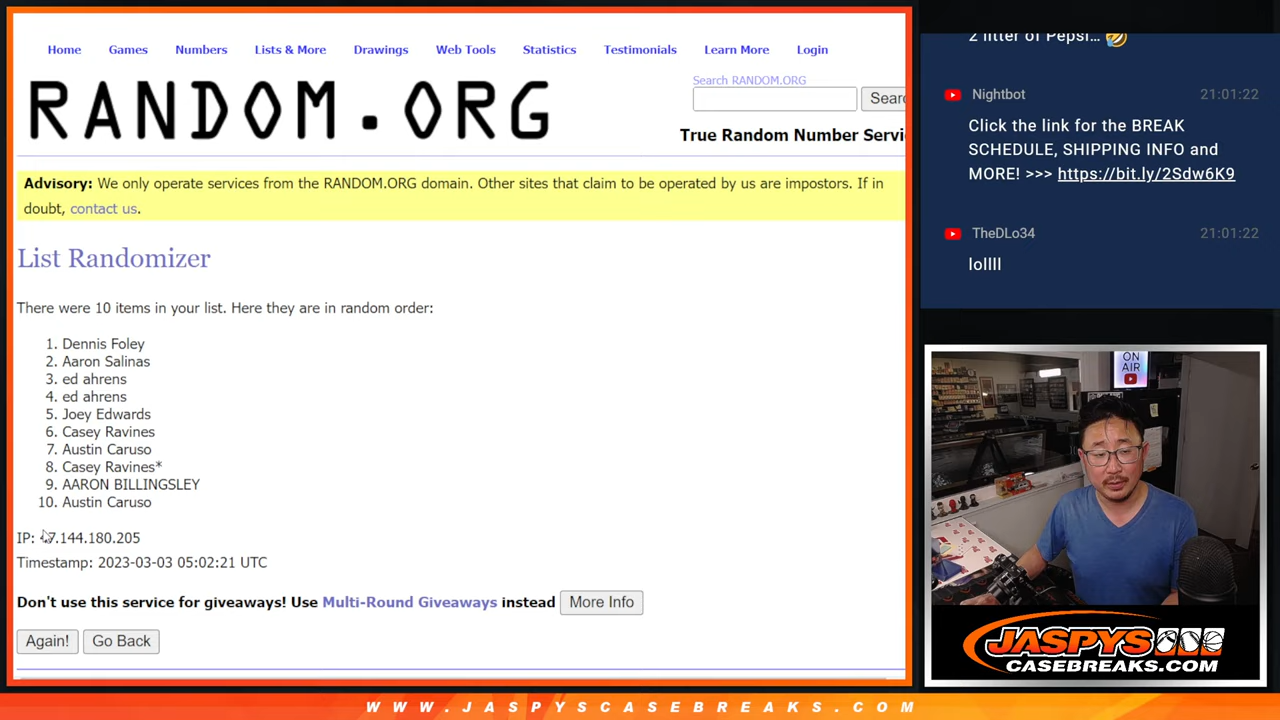 Home Games Numbers Lists & More Drawings Web Tools Statistics Testimonials Learn More Login
RANDOM.ORG
Search RANDOM.ORG
Sear
True Random Number Servi
Advisory: We only operate services from the RANDOM.ORG domain. Other sites that claim to be operated by us are impostors. If in
doubt, contact us.
List Randomizer
There were 10 items in your list. Here they are in random order:
1. Dennis Foley
2. Aaron Salinas
3. ed ahrens
4. ed ahrens
5. Joey Edwards
6. Casey Ravines
7. Austin Caruso
8. Casey Ravines*
9. AARON BILLINGSLEY
10. Austin Caruso
IP: 7.144.180.205
Timestamp: 2023-03-03 05:02:21 UTC
Don't use this service for giveaways! Use Multi-Round Giveaways instead More Info
Again! Go Back
2 litter of Pepsi... 🤣
Nightbot 21:01:22
Click the link for the BREAK
SCHEDULE, SHIPPING INFO and
MORE! >>> https://bit.ly/2Sdw6K9
TheDLo34 21:01:22
lollll
ON
AIR
JASPYS
CASEBREAKS.COM
WWW.JASPYSCASEBREAKS.COM